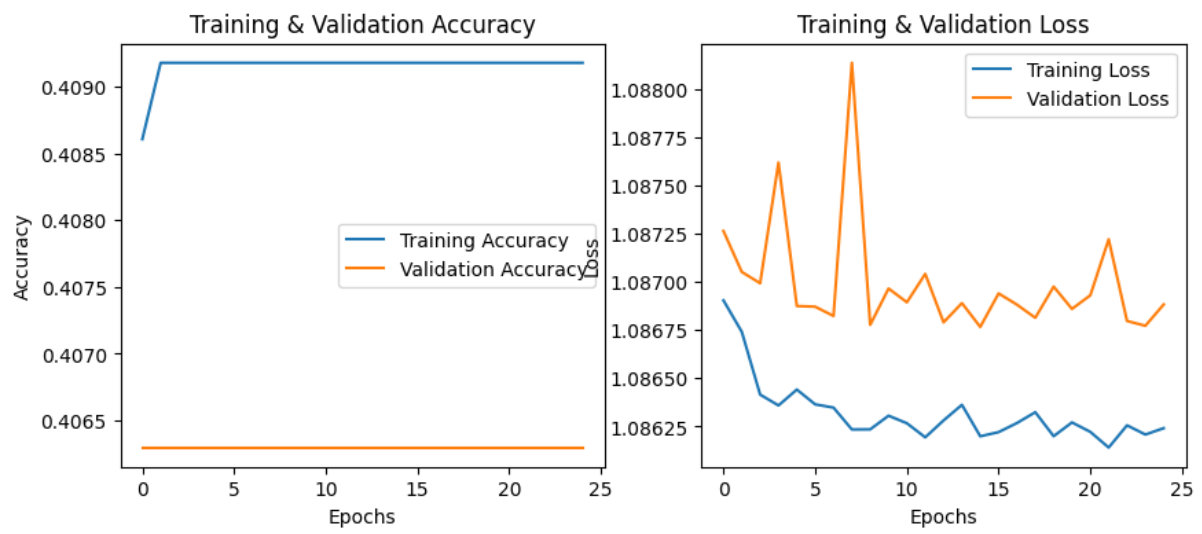 Training & Validation Accuracy
0.4090
0.4085
0.4080
0.4075
0.4070
0.4065
Accuracy
Training Accuracy
Validation Accuracy
0
5
10
15
20
25
Epochs
Training & Validation Loss
1.08800
1.08775
1.08750
1.08725
1.08700
1.08675
1.08650
1.08625
Loss
Training Loss
Validation Loss
0
5
10
15
20
25
Epochs